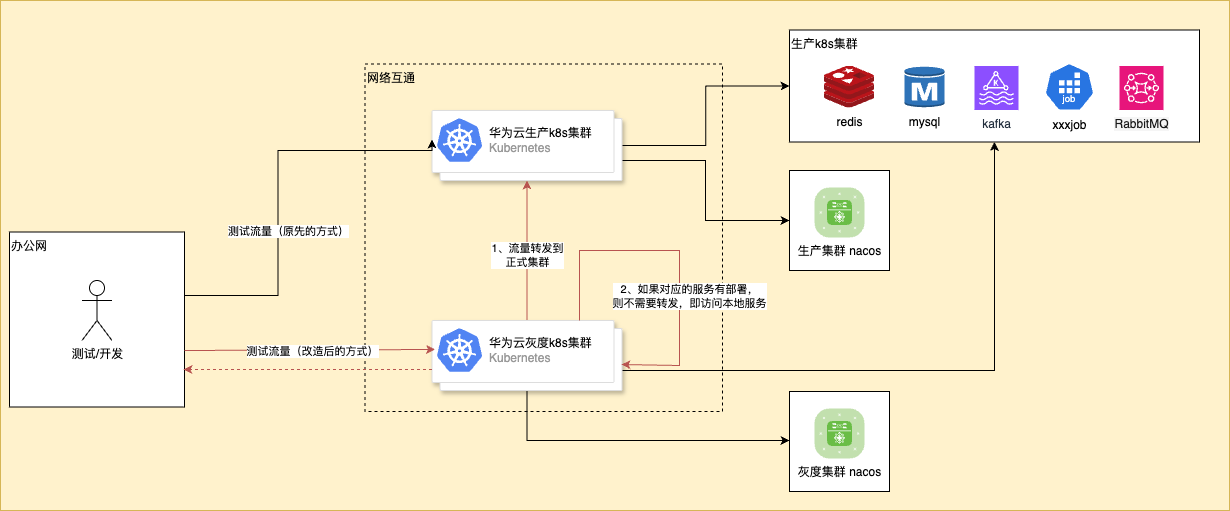 生产k8s集群
redis
M
mysql
K
kafka
job
xxxjob
RabbitMQ
网络互通
华为云生产k8s集群
Kubernetes
测试流量（原先的方式）
办公网
测试/开发
1、流量转发到
正式集群
生产集群 nacos
2、如果对应的服务有部署，
则不需要转发，即访问本地服务
测试流量（改造后的方式）
华为云灰度k8s集群
Kubernetes
灰度集群 nacos